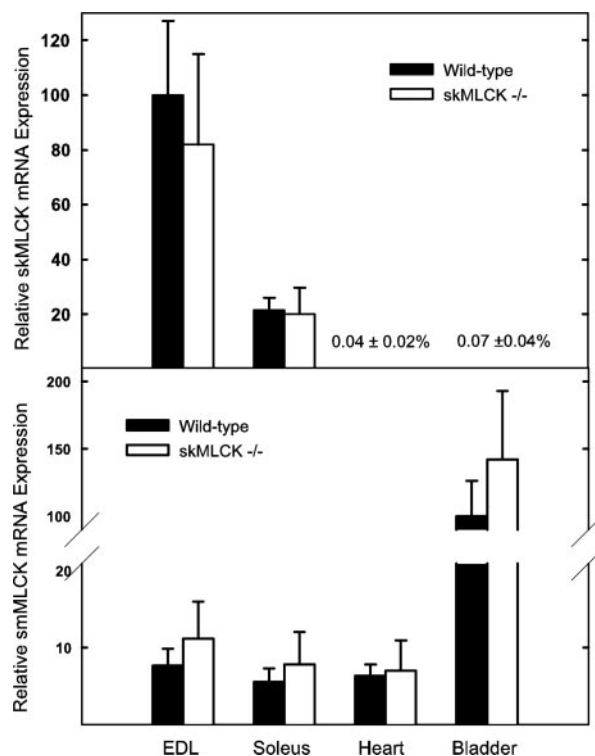 Relative skMLCK mRNA Expression
120
100
80
60
40
20
Wild-type
skMLCK -/-
0.04 ± 0.02%
0.07 ±0.04%
Relative smMLCK mRNA Expression
200
150
100
20
10
Wild-type
skMLCK -/-
EDL Soleus Heart Bladder